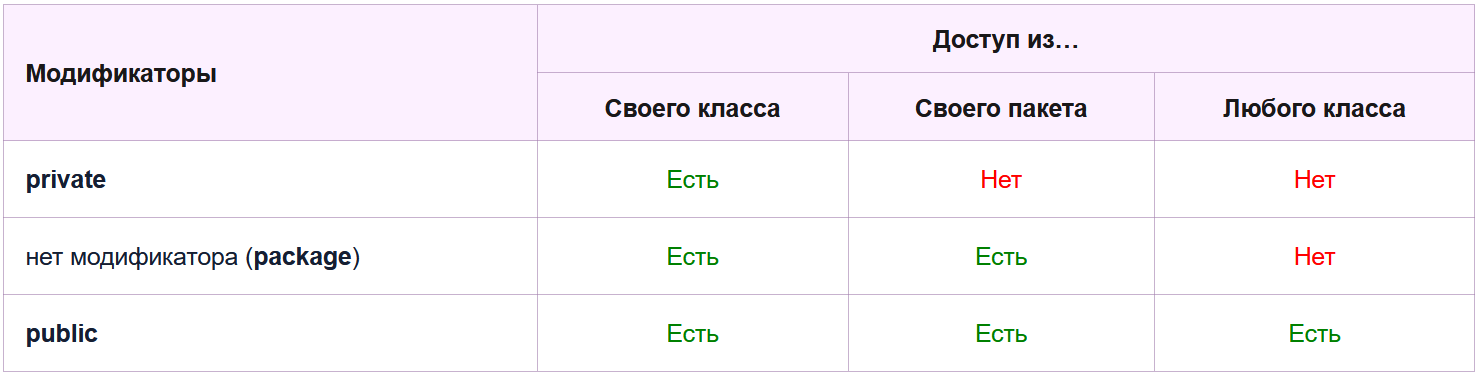 Модификаторы
Доступ из…
Своего класса
Своего пакета
Любого класса
private
Есть
Нет
Нет
нет модификатора (package)
Есть
Есть
Нет
public
Есть
Есть
Есть